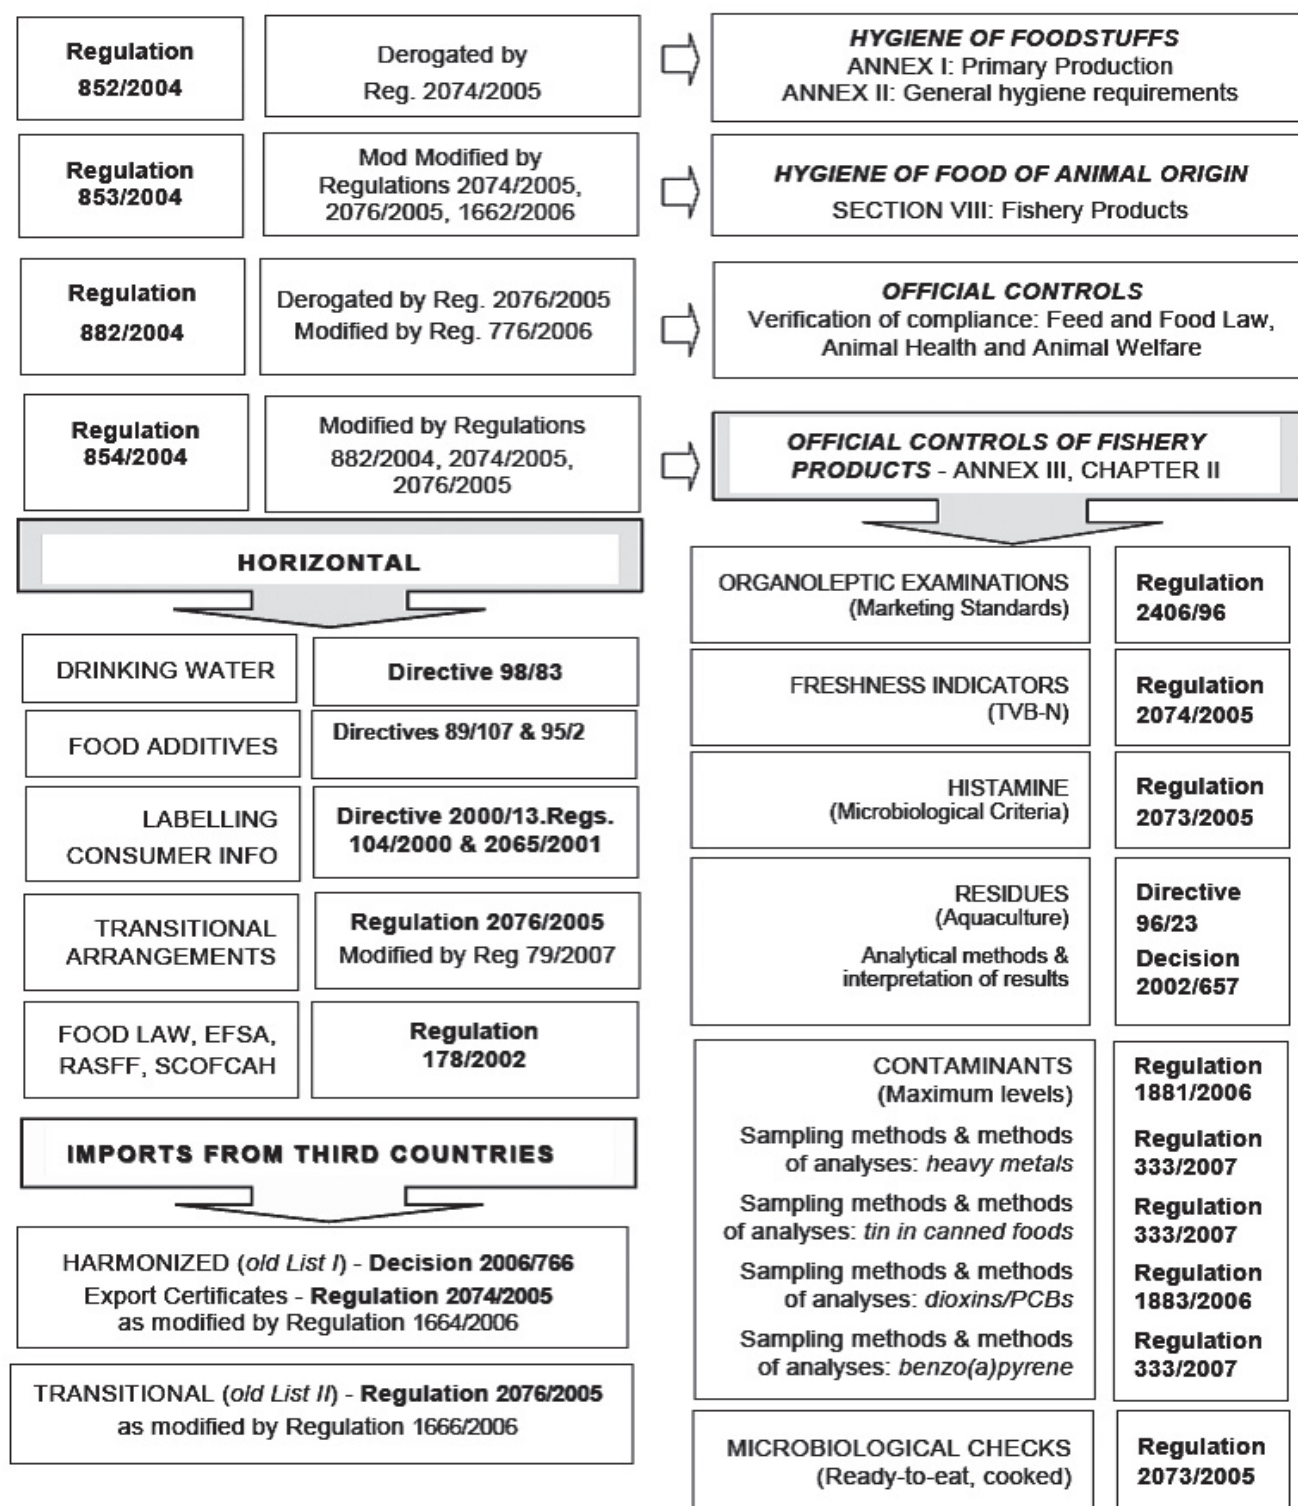 Regulation
852/2004
Derogated by
Reg. 2074/2005
HYGIENE OF FOODSTUFFS
ANNEX I: Primary Production
ANNEX II: General hygiene requirements
Regulation
853/2004
Mod Modified by
Regulations 2074/2005,
2076/2005, 1662/2006
HYGIENE OF FOOD OF ANIMAL ORIGIN
SECTION VIII: Fishery Products
Regulation
882/2004
Derogated by Reg. 2076/2005
Modified by Reg. 776/2006
OFFICIAL CONTROLS
Verification of compliance: Feed and Food Law,
Animal Health and Animal Welfare
Regulation
854/2004
Modified by Regulations
882/2004, 2074/2005,
2076/2005
OFFICIAL CONTROLS OF FISHERY
PRODUCTS - ANNEX III, CHAPTER II
HORIZONTAL
DRINKING WATER
Directive 98/83
FOOD ADDITIVES
Directives 89/107 & 95/2
LABELLING
CONSUMER INFO
Directive 2000/13.Regs.
104/2000 & 2065/2001
TRANSITIONAL
ARRANGEMENTS
Regulation 2076/2005
Modified by Reg 79/2007
FOOD LAW, EFSA,
RASFF, SCOFCAH
Regulation
178/2002
IMPORTS FROM THIRD COUNTRIES
HARMONIZED (old List I) - Decision 2006/766
Export Certificates - Regulation 2074/2005
as modified by Regulation 1664/2006
TRANSITIONAL (old List II) - Regulation 2076/2005
as modified by Regulation 1666/2006
ORGANOLEPTIC EXAMINATIONS
(Marketing Standards)
Regulation
2406/96
FRESHNESS INDICATORS
(TVB-N)
Regulation
2074/2005
HISTAMINE
(Microbiological Criteria)
Regulation
2073/2005
RESIDUES
(Aquaculture)
Directive
96/23
Analytical methods &
interpretation of results
Decision
2002/657
CONTAMINANTS
(Maximum levels)
Regulation
1881/2006
Sampling methods & methods
of analyses: heavy metals
Regulation
333/2007
Sampling methods & methods
of analyses: tin in canned foods
Regulation
333/2007
Sampling methods & methods
of analyses: dioxins/PCBs
Regulation
1883/2006
Sampling methods & methods
of analyses: benzo(a)pyrene
Regulation
333/2007
MICROBIOLOGICAL CHECKS
(Ready-to-eat, cooked)
Regulation
2073/2005